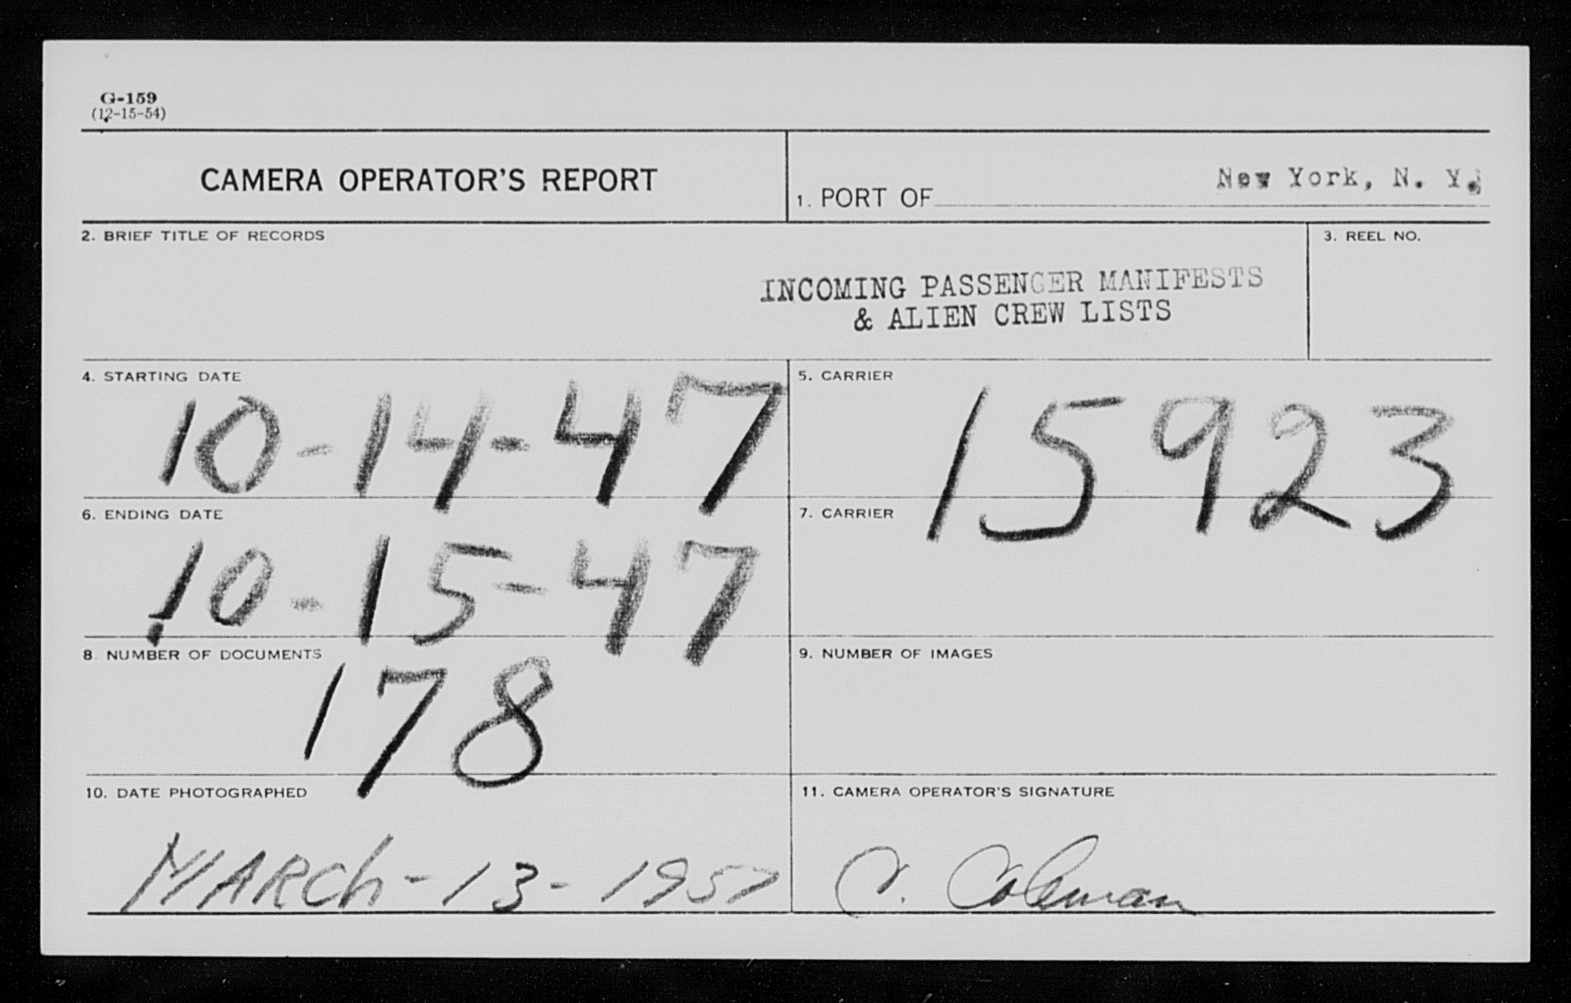 G-159
(12-15-54)
CAMERA OPERATOR'S REPORT
1. PORT OF New York, N. Y.
2. BRIEF TITLE OF RECORDS
INCOMING PASSENGER MANIFESTS
& ALIEN CREW LISTS
3. REEL NO.
4. STARTING DATE
10-14-47
5. CARRIER
15923
6. ENDING DATE
10-15-47
7. CARRIER
8. NUMBER OF DOCUMENTS
178
9. NUMBER OF IMAGES
10. DATE PHOTOGRAPHED
MARCh-13-1957
11. CAMERA OPERATOR'S SIGNATURE
C. Coleman